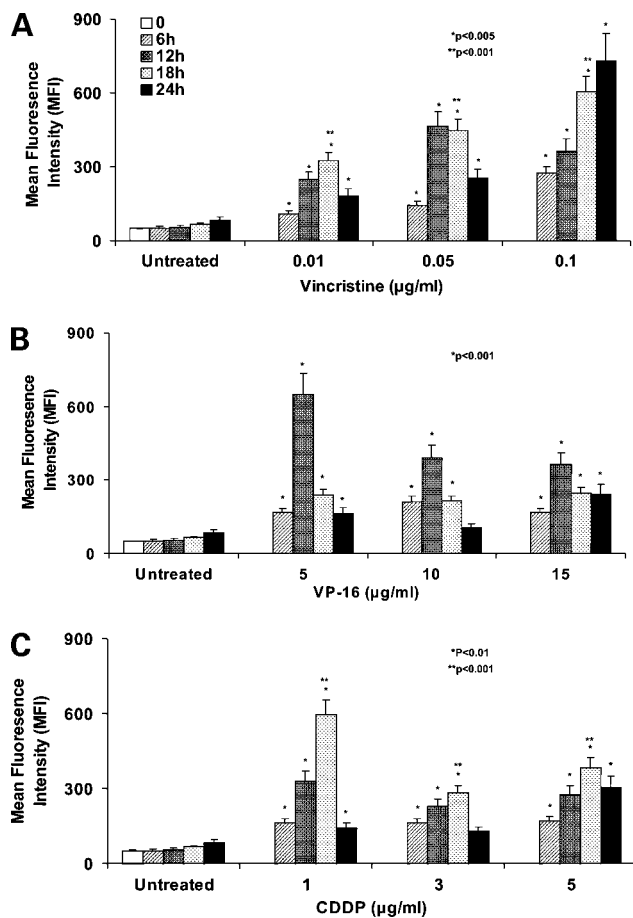 A
900
600
300
0
Mean Fluorescence
Intensity (MFI)
0
6h
12h
18h
24h
*p<0.005
**p<0.001
*
*
**
*
*
*
*
**
*
*
*
*
**
*
*
Untreated 0.01 0.05 0.1
Vincristine (µg/ml)
B
900
600
300
0
Mean Fluorescence
Intensity (MFI)
*p<0.001
*
*
*
*
*
*
*
*
*
*
*
Untreated 5 10 15
VP-16 (µg/ml)
C
900
600
300
0
Mean Fluorescence
Intensity (MFI)
*P<0.01
**p<0.001
*
*
**
*
*
*
*
**
*
*
*
**
*
*
Untreated 1 3 5
CDDP (µg/ml)